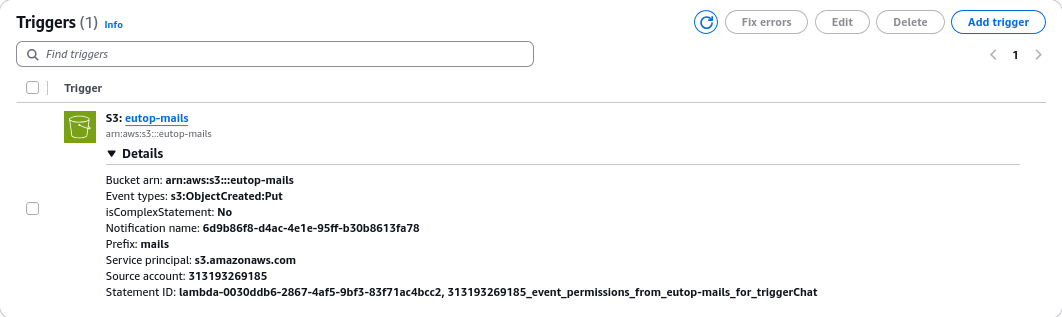 Triggers (1) Info
Fix errors
Edit
Delete
Add trigger
Find triggers
1
Trigger
S3: eutop-mails
arn:aws:s3:::eutop-mails
Details
Bucket arn: arn:aws:s3:::eutop-mails
Event types: s3:ObjectCreated:Put
isComplexStatement: No
Notification name: 6d9b86f8-d4ac-4e1e-95ff-b30b8613fa78
Prefix: mails
Service principal: s3.amazonaws.com
Source account: 313193269185
Statement ID: lambda-0030ddb6-2867-4af5-9bf3-83f71ac4bcc2, 313193269185_event_permissions_from_eutop-mails_for_triggerChat